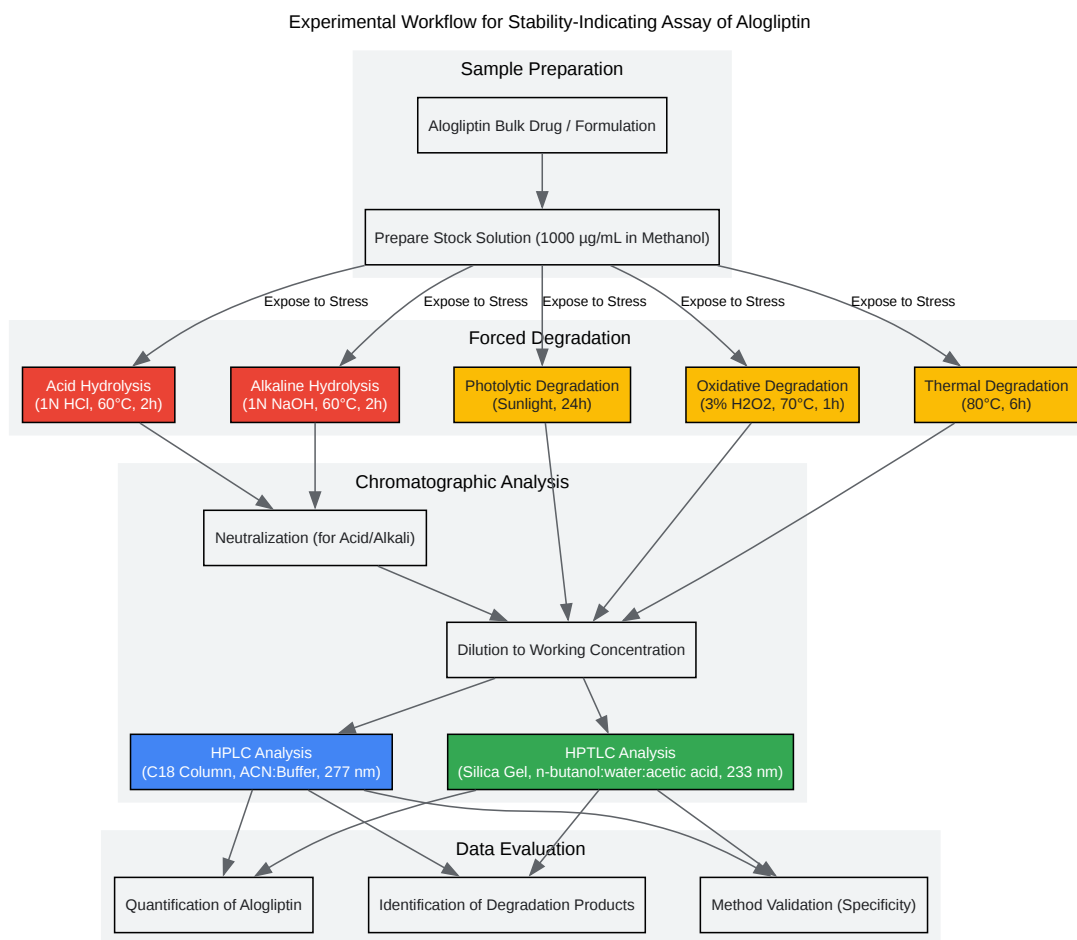 Experimental Workflow for Stability-Indicating Assay of Alogliptin
Sample Preparation
Alogliptin Bulk Drug / Formulation
Prepare Stock Solution (1000 µg/mL in Methanol)
Expose to Stress
Expose to Stress
Expose to Stress
Expose to Stress
Expose to Stress
Forced Degradation
Acid Hydrolysis
(1N HCl, 60°C, 2h)
Alkaline Hydrolysis
(1N NaOH, 60°C, 2h)
Photolytic Degradation
(Sunlight, 24h)
Oxidative Degradation
(3% H2O2, 70°C, 1h)
Thermal Degradation
(80°C, 6h)
Chromatographic Analysis
Neutralization (for Acid/Alkali)
Dilution to Working Concentration
HPLC Analysis
(C18 Column, ACN:Buffer, 277 nm)
HPTLC Analysis
(Silica Gel, n-butanol:water:acetic acid, 233 nm)
Data Evaluation
Quantification of Alogliptin
Identification of Degradation Products
Method Validation (Specificity)